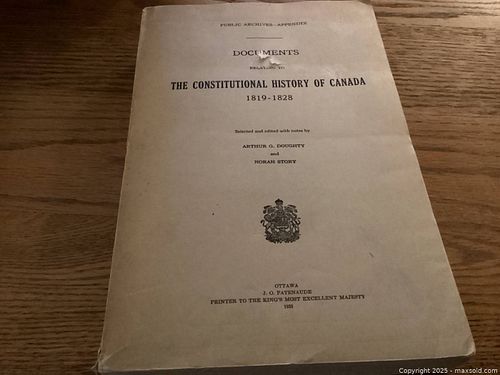 PUBLIC ARCHIVES—APPENDIX
DOCUMENTS
RELATING TO
THE CONSTITUTIONAL HISTORY OF CANADA
1819-1828
Selected and edited with notes by
ARTHUR G. DOUGHTY
and
NORAH STORY
OTTAWA
J. O. PATENAUDE
PRINTER TO THE KING'S MOST EXCELLENT MAJESTY
Copyright 2025 - maxsold.com